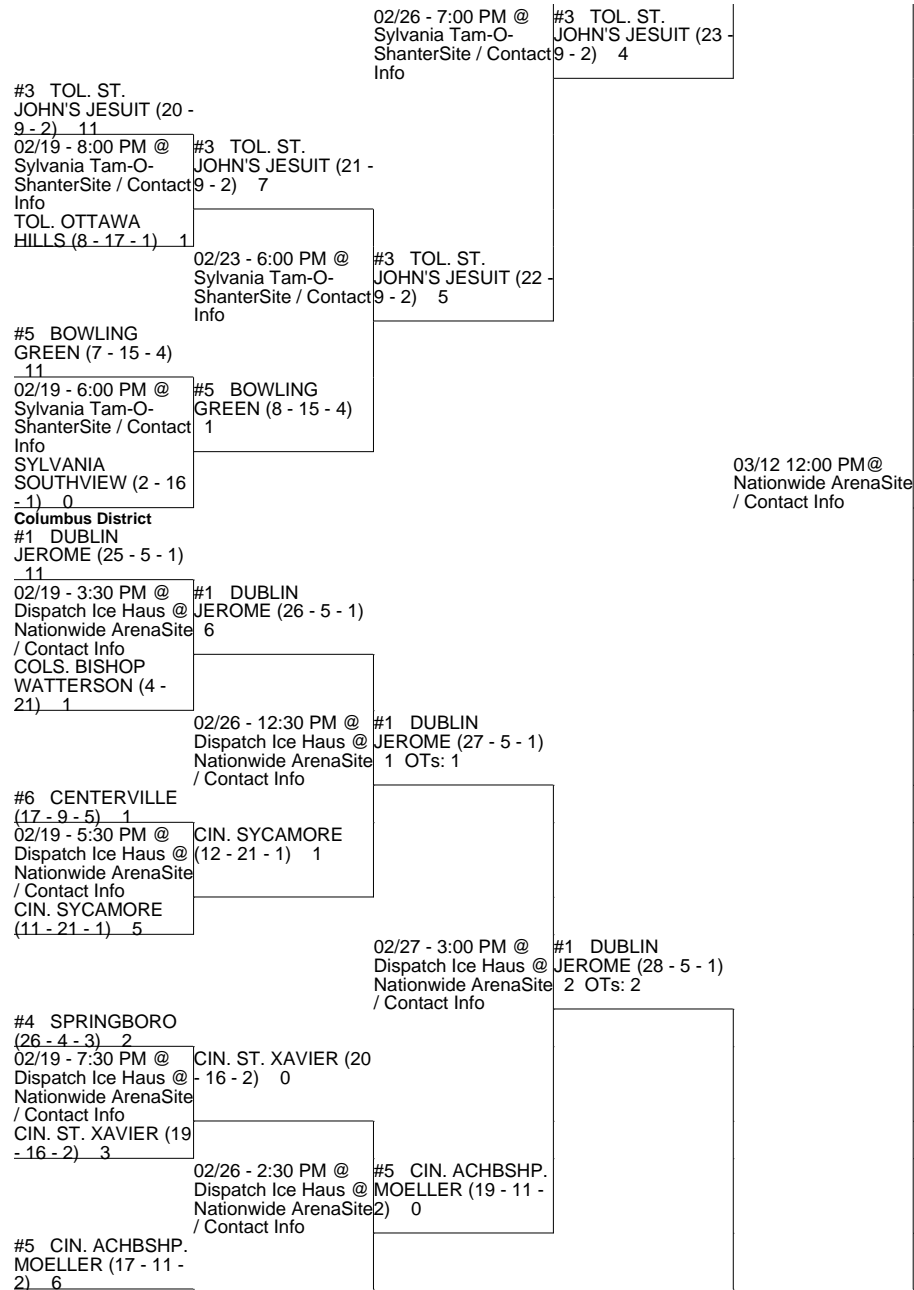 02/26 - 7:00 PM @
Sylvania Tam-O-
ShanterSite / Contact
Info
#3 TOL. ST.
JOHN'S JESUIT (23 -
9 - 2) 4
#3 TOL. ST.
JOHN'S JESUIT (20 -
9 - 2) 11
02/19 - 8:00 PM @
Sylvania Tam-O-
ShanterSite / Contact
Info
#3 TOL. ST.
JOHN'S JESUIT (21 -
9 - 2) 7
TOL. OTTAWA
HILLS (8 - 17 - 1) 1
02/23 - 6:00 PM @
Sylvania Tam-O-
ShanterSite / Contact
Info
#3 TOL. ST.
JOHN'S JESUIT (22 -
9 - 2) 5
#5 BOWLING
GREEN (7 - 15 - 4)
11
02/19 - 6:00 PM @
Sylvania Tam-O-
ShanterSite / Contact
Info
#5 BOWLING
GREEN (8 - 15 - 4)
1
SYLVANIA
SOUTHVIEW (2 - 16
- 1) 0
03/12 12:00 PM@
Nationwide ArenaSite
/ Contact Info
Columbus District
#1 DUBLIN
JEROME (25 - 5 - 1)
11
02/19 - 3:30 PM @
Dispatch Ice Haus @
Nationwide ArenaSite
/ Contact Info
#1 DUBLIN
JEROME (26 - 5 - 1)
6
COLS. BISHOP
WATTERSON (4 -
21) 1
02/26 - 12:30 PM @
Dispatch Ice Haus @
Nationwide ArenaSite
/ Contact Info
#1 DUBLIN
JEROME (27 - 5 - 1)
1 OTs: 1
#6 CENTERVILLE
(17 - 9 - 5) 1
02/19 - 5:30 PM @
Dispatch Ice Haus @
Nationwide ArenaSite
/ Contact Info
CIN. SYCAMORE
(12 - 21 - 1) 1
CIN. SYCAMORE
(11 - 21 - 1) 5
02/27 - 3:00 PM @
Dispatch Ice Haus @
Nationwide ArenaSite
/ Contact Info
#1 DUBLIN
JEROME (28 - 5 - 1)
2 OTs: 2
#4 SPRINGBORO
(26 - 4 - 3) 2
02/19 - 7:30 PM @
Dispatch Ice Haus @
Nationwide ArenaSite
/ Contact Info
CIN. ST. XAVIER (20
- 16 - 2) 0
CIN. ST. XAVIER (19
- 16 - 2) 3
02/26 - 2:30 PM @
Dispatch Ice Haus @
Nationwide ArenaSite
/ Contact Info
#5 CIN. ACHBSHP.
MOELLER (19 - 11 -
2) 0
#5 CIN. ACHBSHP.
MOELLER (17 - 11 -
2) 6